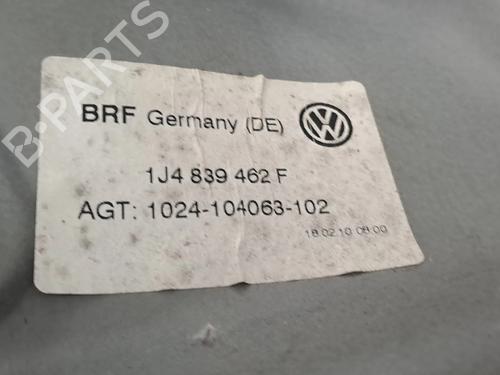 B-PARTS
BRF Germany (DE)
1J4 839 462 F
AGT: 1024-104063-102
18.02.10 08:00